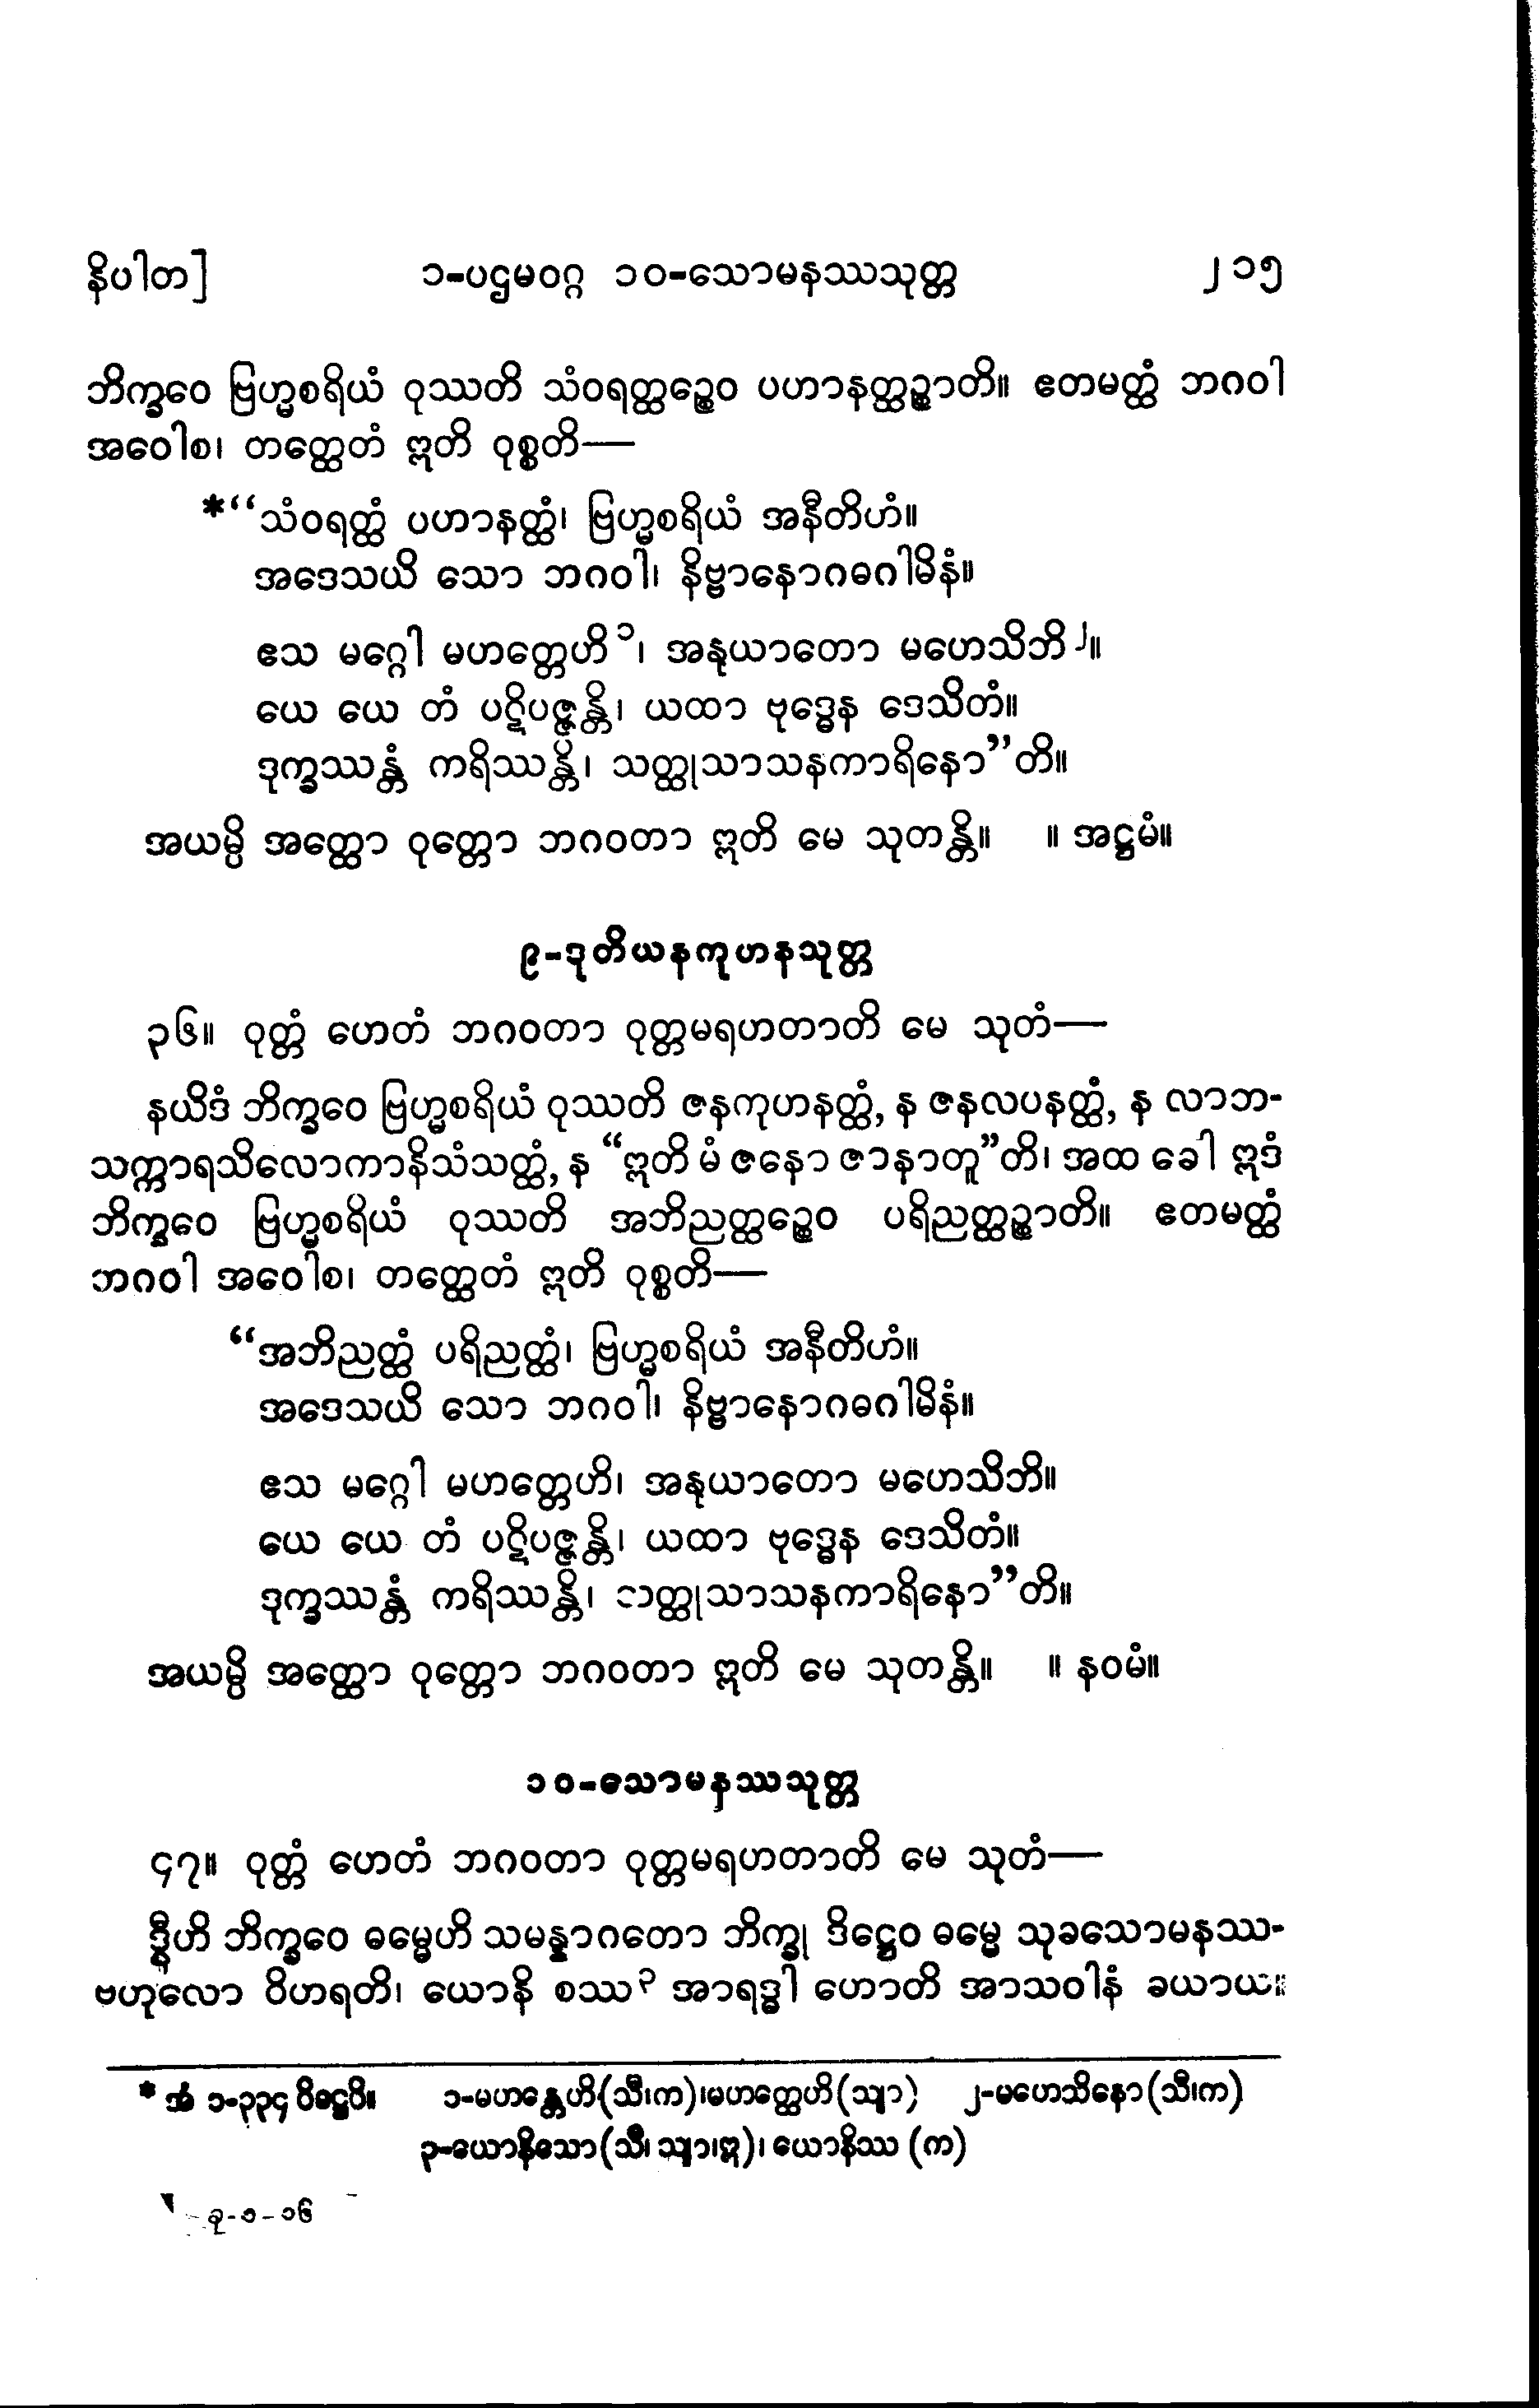 နိပါတ] ၁-ပဌမဝဂ္ဂ ၁၀-သောမနဿသုတ္တ ၂၁၅
ဘိက္ခဝေ ဗြဟ္မစရိယံ ဝုဿတိ သံဝရတ္ထဉ္စေဝ ပဟာနတ္ထဉ္စာတိ။ ဧတမတ္ထံ ဘဂဝါ
အဝေါစ၊ တတ္ထေတံ ဣတိ ဝုစ္စတိ—
*“သံဝရတ္ထံ ပဟာနတ္ထံ၊ ဗြဟ္မစရိယံ အနီတိဟံ။
အဒေသယိ သော ဘဂဝါ၊ နိဗ္ဗာနောဂဓဂါမိနံ။
ဧသ မဂ္ဂေါ မဟတ္တေဟိ၁၊ အနုယာတော မဟေသိဘိ၂။
ယေ ယေ တံ ပဋိပဇ္ဇန္တိ၊ ယထာ ဗုဒ္ဓေန ဒေသိတံ။
ဒုက္ခဿန္တံ ကရိဿန္တိ၊ သတ္ထုသာသနကာရိနော”တိ။
အယမ္ပိ အတ္ထော ဝုတ္တော ဘဂဝတာ ဣတိ မေ သုတန္တိ။ ။ အဋ္ဌမံ။
၉-ဒုတိယနကုဟနသုတ္တ
၃၆။ ဝုတ္တံ ဟေတံ ဘဂဝတာ ဝုတ္တမရဟတာတိ မေ သုတံ—
နယိဒံ ဘိက္ခဝေ ဗြဟ္မစရိယံ ဝုဿတိ ဇနကုဟနတ္ထံ, န ဇနလပနတ္ထံ, န လာဘ-
သက္ကာရသိလောကာနိသံသတ္ထံ, န “ဣတိ မံ ဇနော ဇာနာတူ”တိ၊ အထ ခေါ ဣဒံ
ဘိက္ခဝေ ဗြဟ္မစရိယံ ဝုဿတိ အဘိညတ္ထဉ္စေဝ ပရိညတ္ထဉ္စာတိ။ ဧတမတ္ထံ
ဘဂဝါ အဝေါစ၊ တတ္ထေတံ ဣတိ ဝုစ္စတိ—
“အဘိညတ္ထံ ပရိညတ္ထံ၊ ဗြဟ္မစရိယံ အနီတိဟံ။
အဒေသယိ သော ဘဂဝါ၊ နိဗ္ဗာနောဂဓဂါမိနံ။
ဧသ မဂ္ဂေါ မဟတ္တေဟိ၊ အနုယာတော မဟေသိဘိ။
ယေ ယေ တံ ပဋိပဇ္ဇန္တိ၊ ယထာ ဗုဒ္ဓေန ဒေသိတံ။
ဒုက္ခဿန္တံ ကရိဿန္တိ၊ သတ္ထုသာသနကာရိနော”တိ။
အယမ္ပိ အတ္ထော ဝုတ္တော ဘဂဝတာ ဣတိ မေ သုတန္တိ။ ။ နဝမံ။
၁၀-သောမနဿသုတ္တ
၄၇။ ဝုတ္တံ ဟေတံ ဘဂဝတာ ဝုတ္တမရဟတာတိ မေ သုတံ—
ဒွီဟိ ဘိက္ခဝေ ဓမ္မေဟိ သမန္နာဂတော ဘိက္ခု ဒိဋ္ဌေဝ ဓမ္မေ သုခသောမနဿ-
ဗဟုလော ဝိဟရတိ၊ ယောနိ စဿ၃ အာရဒ္ဓါ ဟောတိ အာသဝါနံ ခယာယ။
* အံ ၁-၃၃၄ ပိဋ္ဌေပိ။ ၁-မဟန္တေဟိ(သီ၊က)၊မဟတ္ထေဟိ(သျာ) ၂-မဟေသိနော(သီ၊က)
၃-ယောနိသော(သီ၊ သျာ၊ဣ)၊ ယောနိဿ (က)
ခု-၁-၁၆